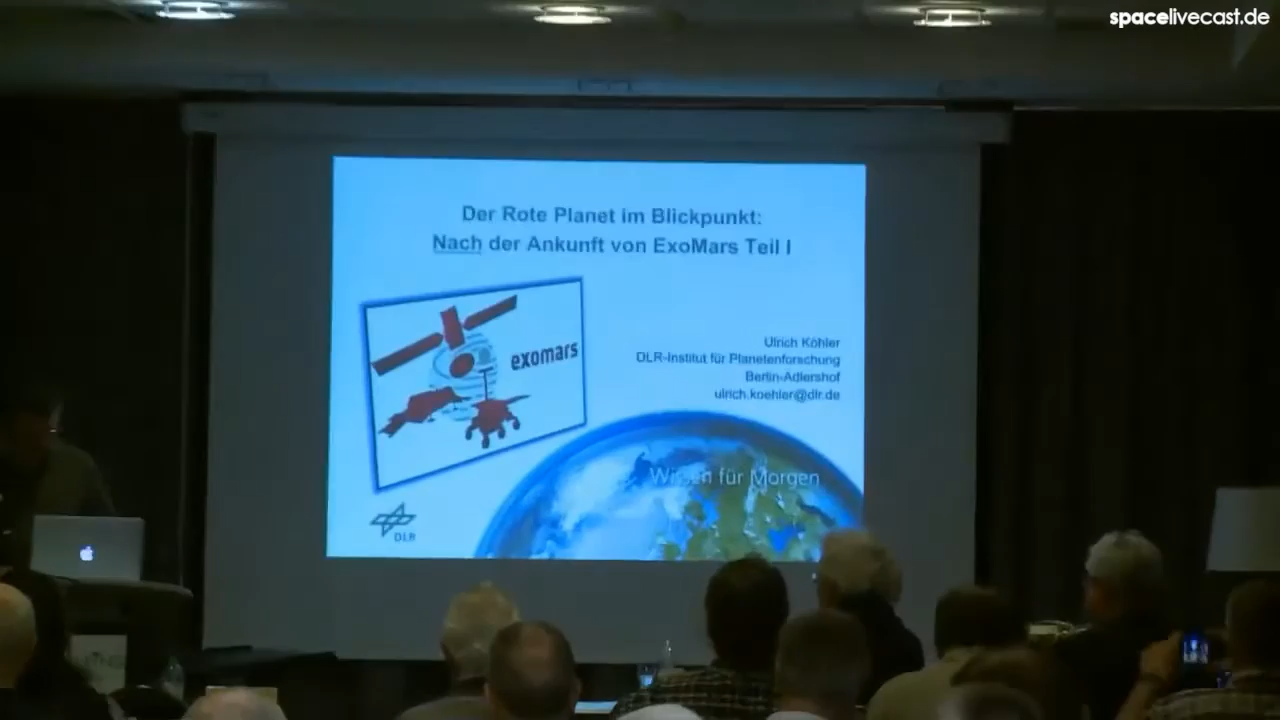 spacelivecast.de
Der Rote Planet im Blickpunkt:
Nach der Ankunft von ExoMars Teil I
exomars
Ulrich Köhler
DLR-Institut für Planetenforschung
Berlin-Adlershof
ulrich.koehler@dlr.de
Wissen für Morgen
DLR